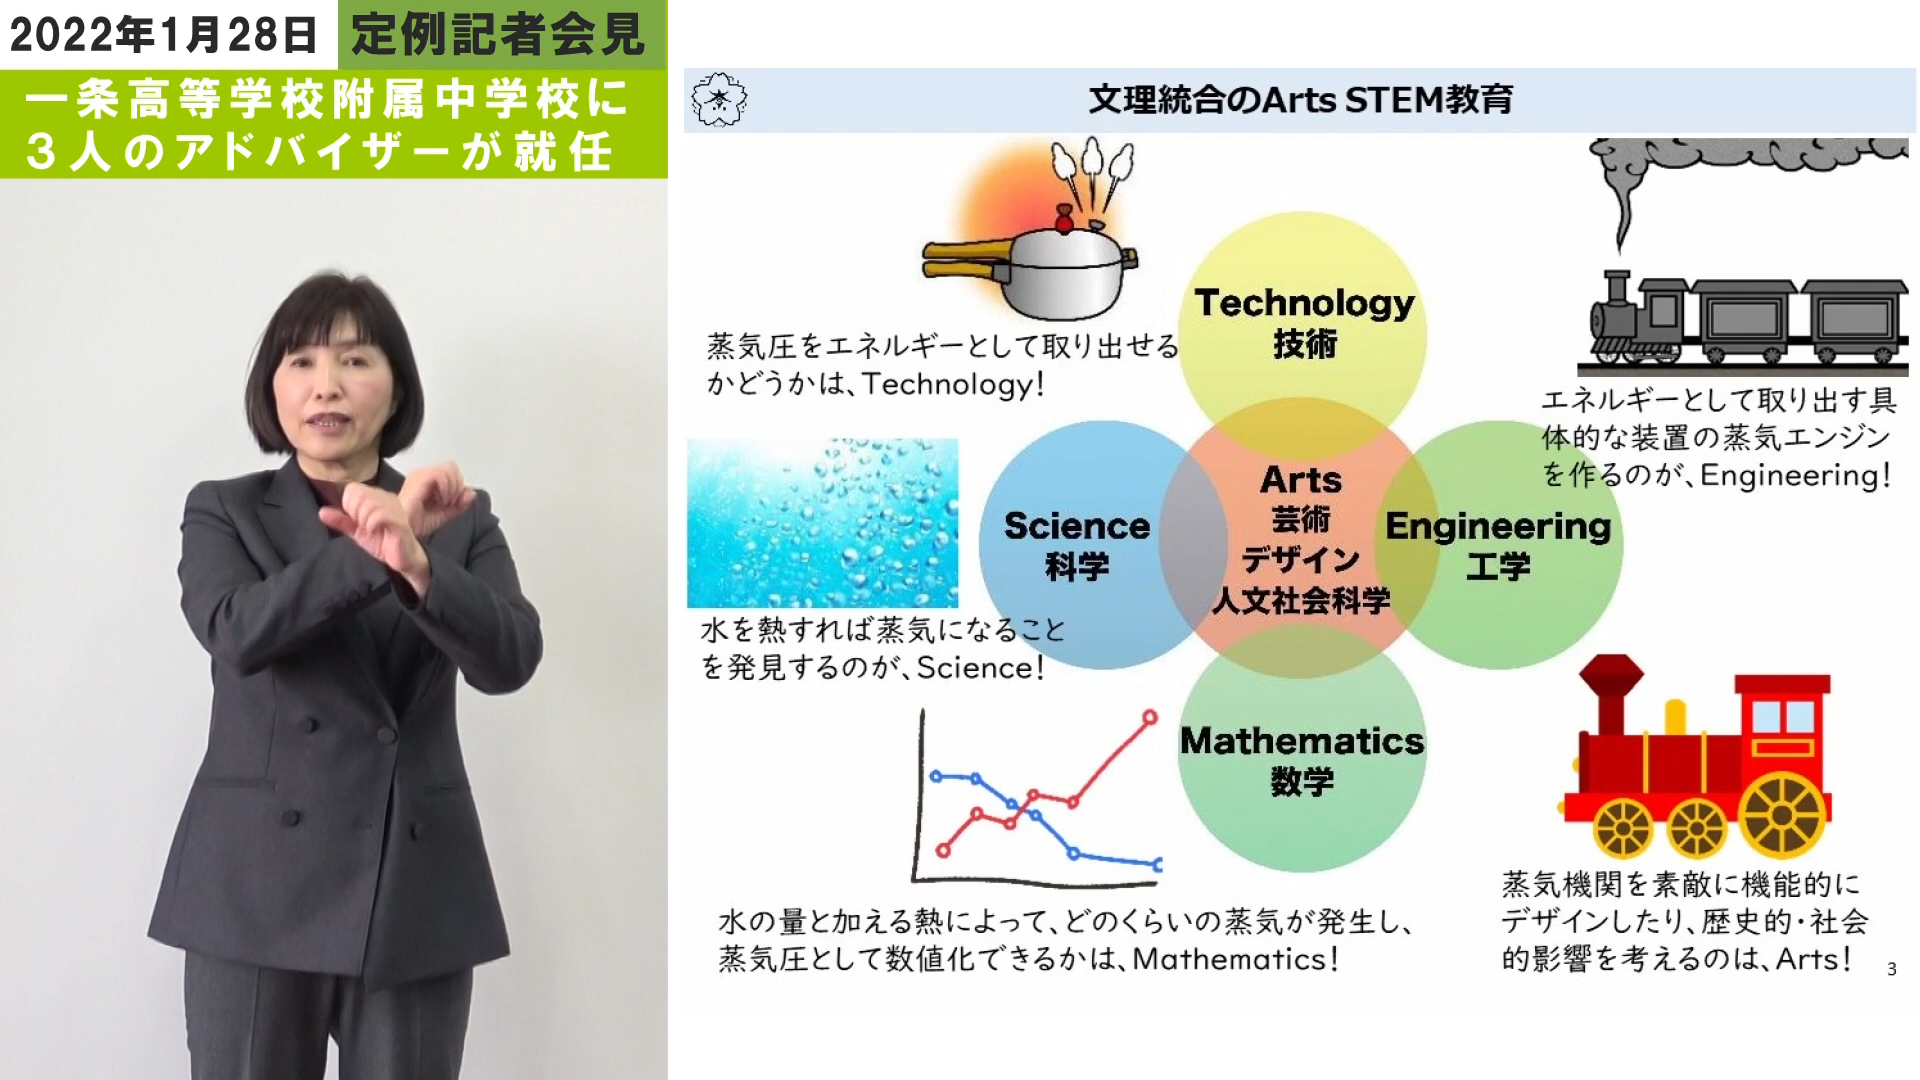 2022年1月28日 定例記者会見
一条高等学校附属中学校に
3人のアドバイザーが就任
文理統合のArts STEM教育
蒸気圧をエネルギーとして取り出せる
かどうかは、Technology!
Technology
技術
エネルギーとして取り出す具
体的な装置の蒸気エンジン
を作るのが、Engineering!
Science
科学
Arts
芸術
デザイン
人文社会科学
Engineering
工学
水を熱すれば蒸気になること
を発見するのが、Science!
Mathematics
数学
水の量と加える熱によって、どのくらいの蒸気が発生し、
蒸気圧として数値化できるかは、Mathematics!
蒸気機関を素敵に機能的に
デザインしたり、歴史的・社会
的影響を考えるのは、Arts!
3